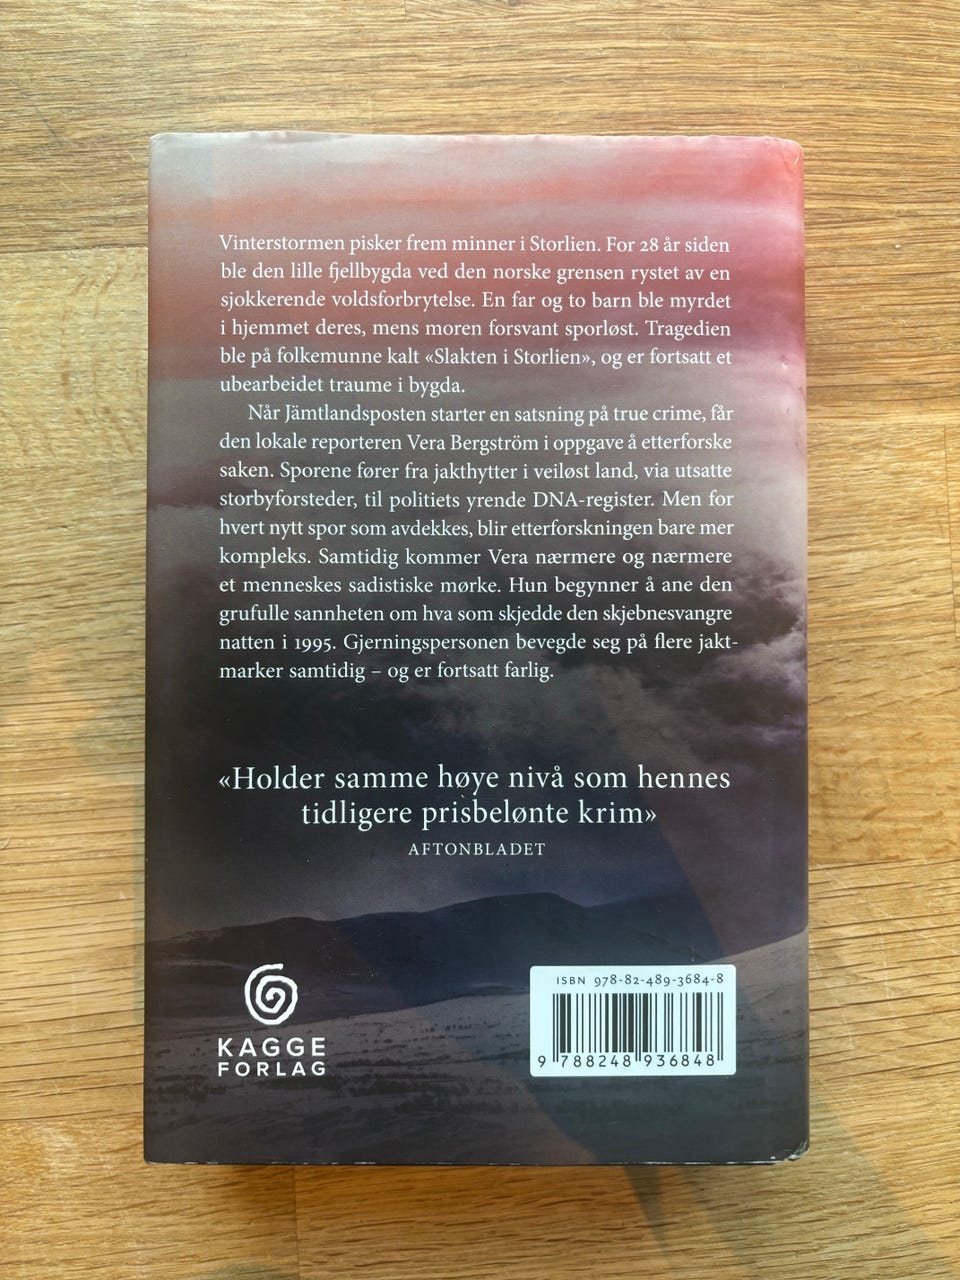 Vinterstormen pisker frem minner i Storlien. For 28 år siden
ble den lille fjellbygda ved den norske grensen rystet av en
sjokkerende voldsforbrytelse. En far og to barn ble myrdet
i hjemmet deres, mens moren forsvant sporløst. Tragedien
ble på folkemunne kalt «Slakten i Storlien», og er fortsatt et
ubearbeidet traume i bygda.
Når Jämtlandsposten starter en satsning på true crime, får
den lokale reporteren Vera Bergström i oppgave å etterforske
saken. Sporene fører fra jakthytter i veiløst land, via utsatte
storbyforsteder, til politiets yrende DNA-register. Men for
hvert nytt spor som avdekkes, blir etterforskningen bare mer
kompleks. Samtidig kommer Vera nærmere og nærmere
et menneskes sadistiske mørke. Hun begynner å ane den
grufulle sannheten om hva som skjedde den skjebnesvangre
natten i 1995. Gjerningspersonen bevegde seg på flere jakt-
marker samtidig – og er fortsatt farlig.
«Holder samme høye nivå som hennes
tidligere prisbelønte krim»
AFTONBLADET
KAGGE
FORLAG
ISBN 978-82-489-3684-8
9 788248 936848